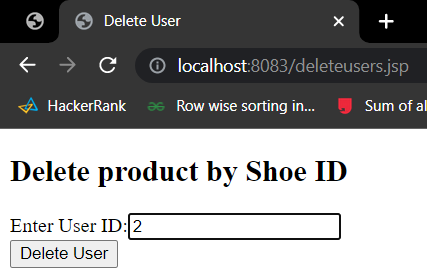 Delete User
localhost:8083/deleteusers.jsp
HackerRank
Row wise sorting in...
Sum of al
Delete product by Shoe ID
Enter User ID: 2
Delete User